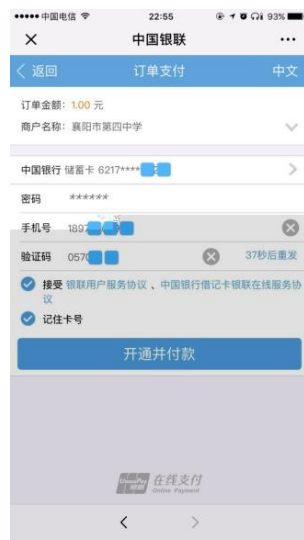 中国电信 22:55 93%
中国银联
返回 订单支付 中文
订单金额: 1.00 元
商户名称: 襄阳市第四中学
中国银行 储蓄卡 6217****
密码 ******
手机号 189
验证码 0570 37秒后重发
接受 银联用户服务协议 、中国银行借记卡银联在线服务协
议
记住卡号
开通并付款
UnionPay 银联 在线支付
Online Payment